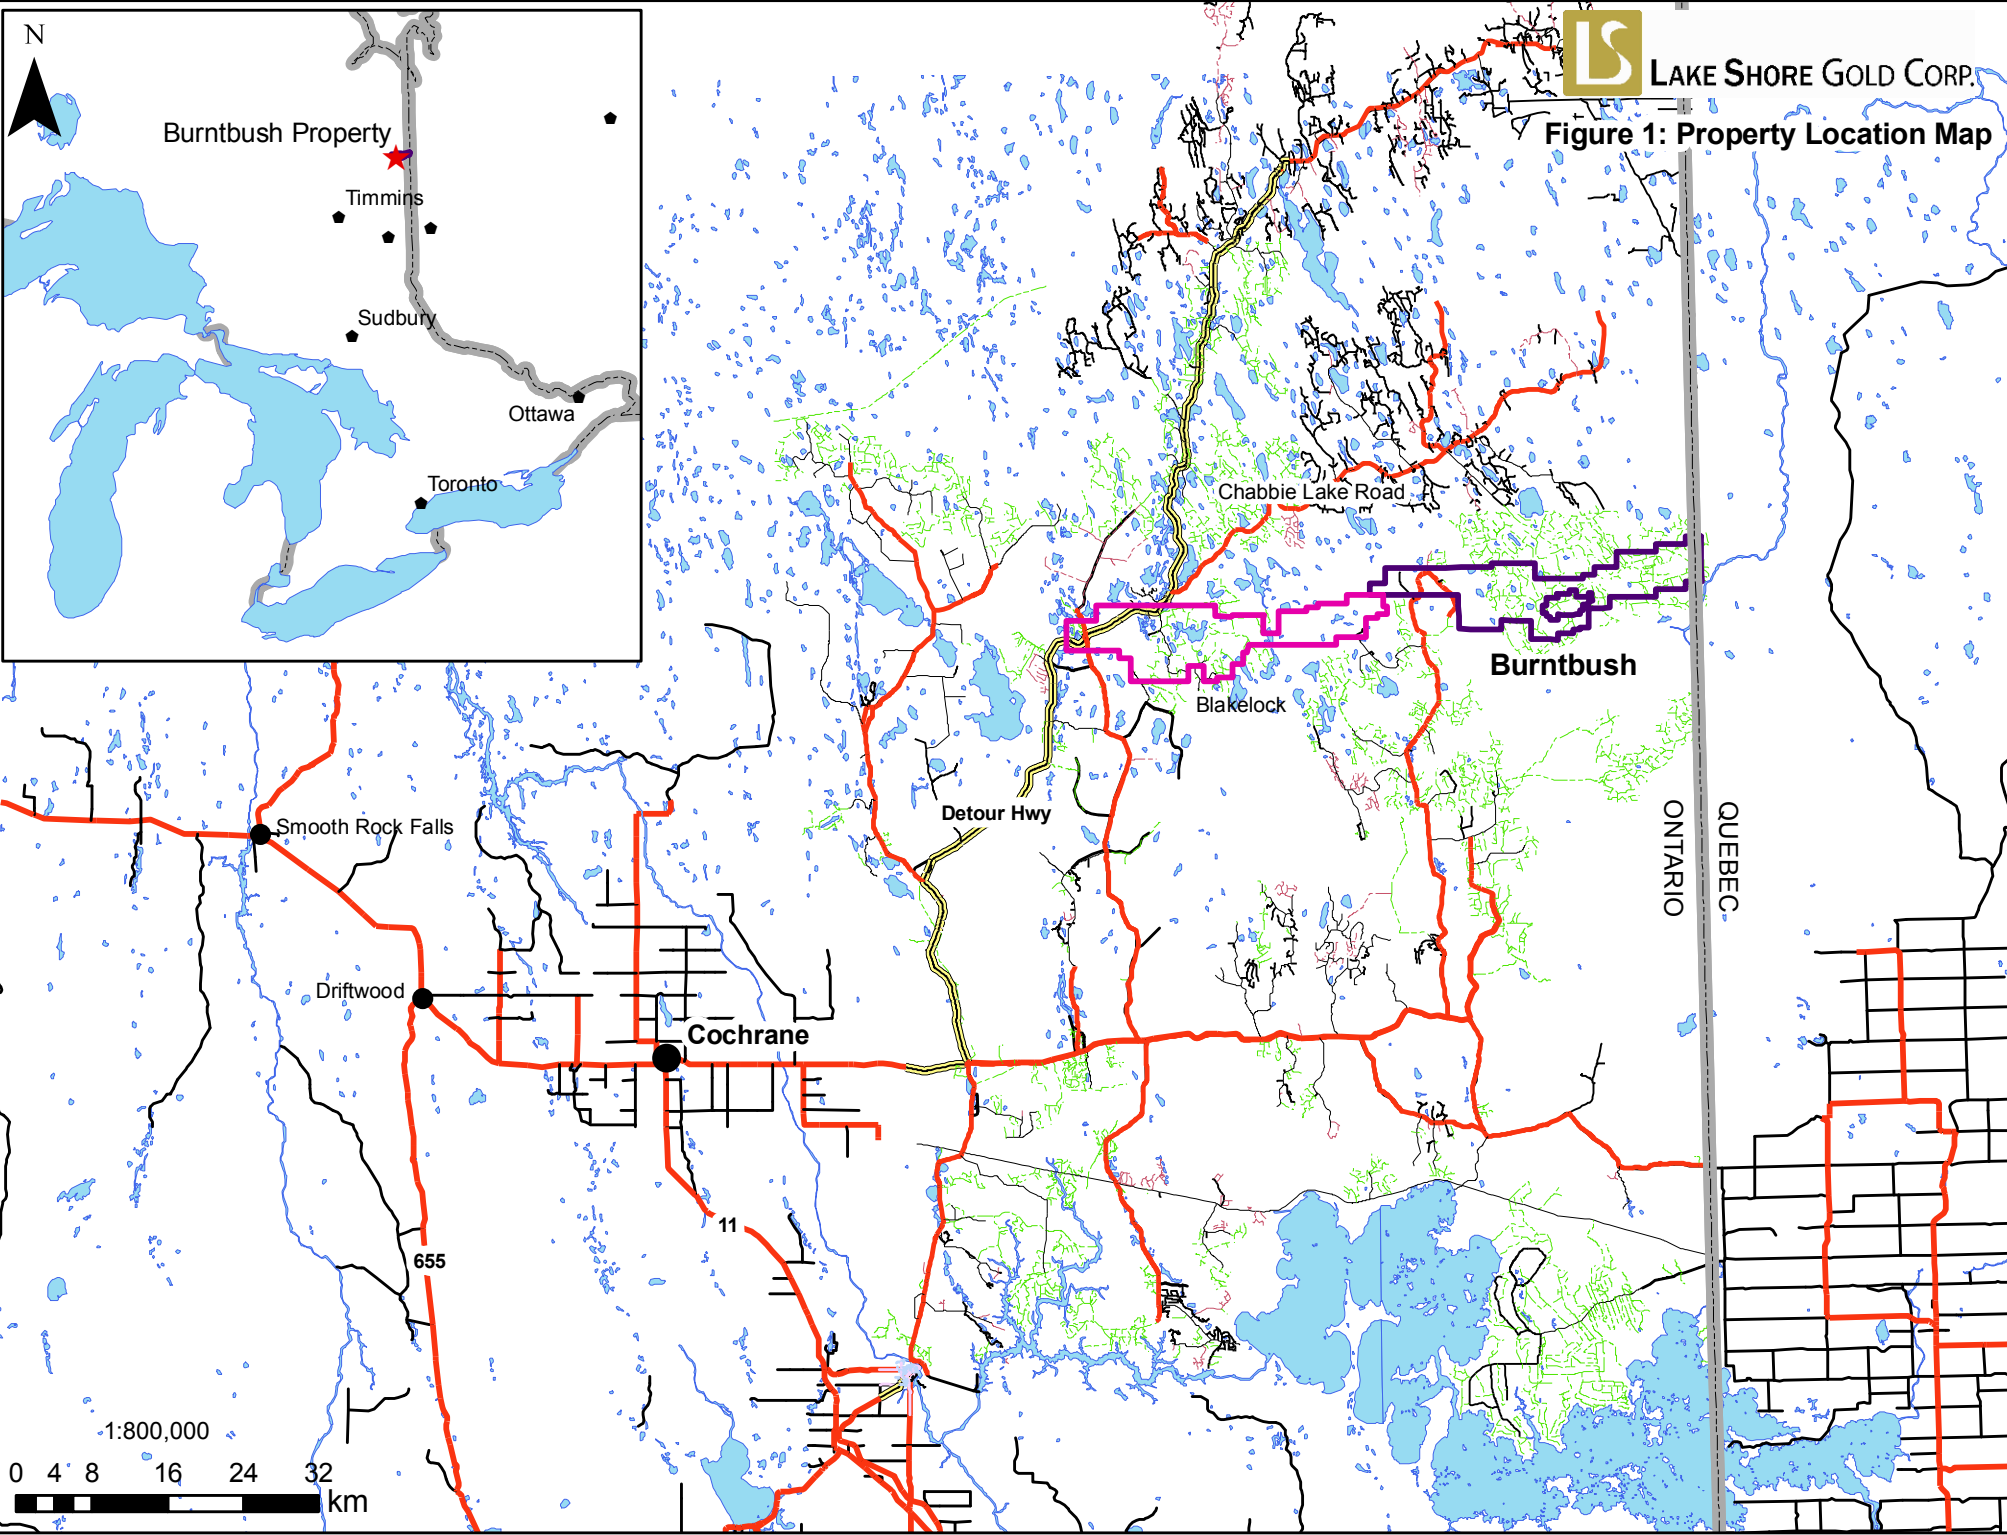 N
LS
LAKE SHORE GOLD CORP.
Figure 1: Property Location Map
Burntbush Property
Timmins
Sudbury
Ottawa
Toronto
Chabbie Lake Road
Burntbush
Blakelock
Detour Hwy
Smooth Rock Falls
QUEBEC
ONTARIO
Driftwood
Cochrane
11
655
1:800,000
0 4 8 16 24 32
km